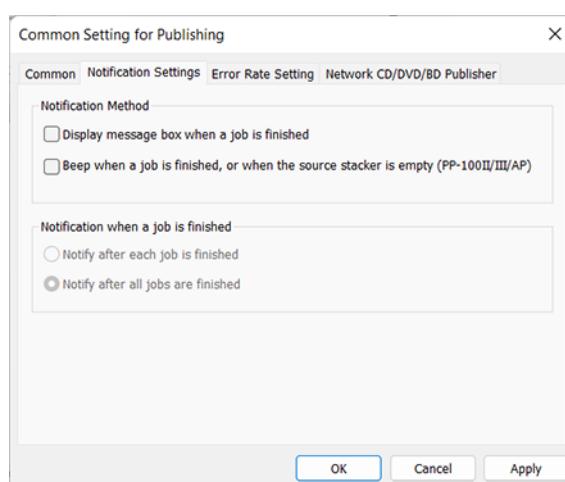 Common Setting for Publishing
Common Notification Settings Error Rate Setting Network CD/DVD/BD Publisher
Notification Method
Display message box when a job is finished
Beep when a job is finished, or when the source stacker is empty (PP-100II/III/AP)
Notification when a job is finished
Notify after each job is finished
Notify after all jobs are finished
OK Cancel Apply